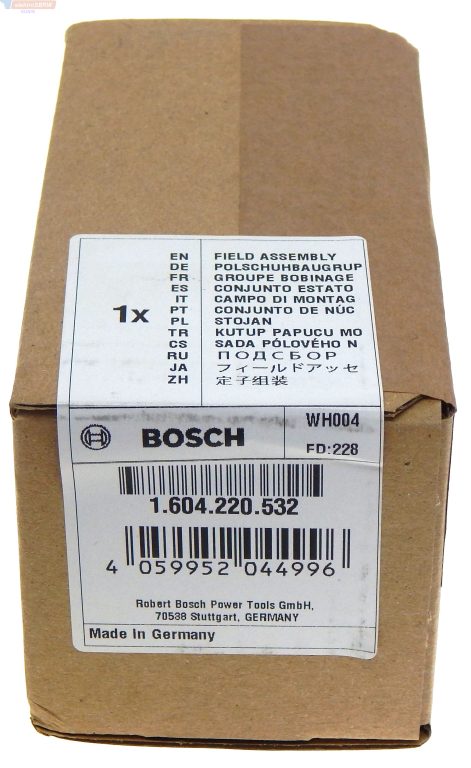 1x
EN FIELD ASSEMBLY
DE POLSCHUHBAUGRUP
FR GROUPE BOBINAGE
ES CONJUNTO ESTATO
IT CAMPO DI MONTAG
PT CONJUNTO DE NÚC
PL STOJAN
TR KUTUP PAPUCU MO
CS SADA PÓLOVÉHO N
RU ПОДСБОР
JA フィールドアッセ
ZH 定子组装
BOSCH
WH004
FD:228
1.604.220.532
4 059952 044996
Robert Bosch Power Tools GmbH,
70538 Stuttgart, GERMANY
Made In Germany